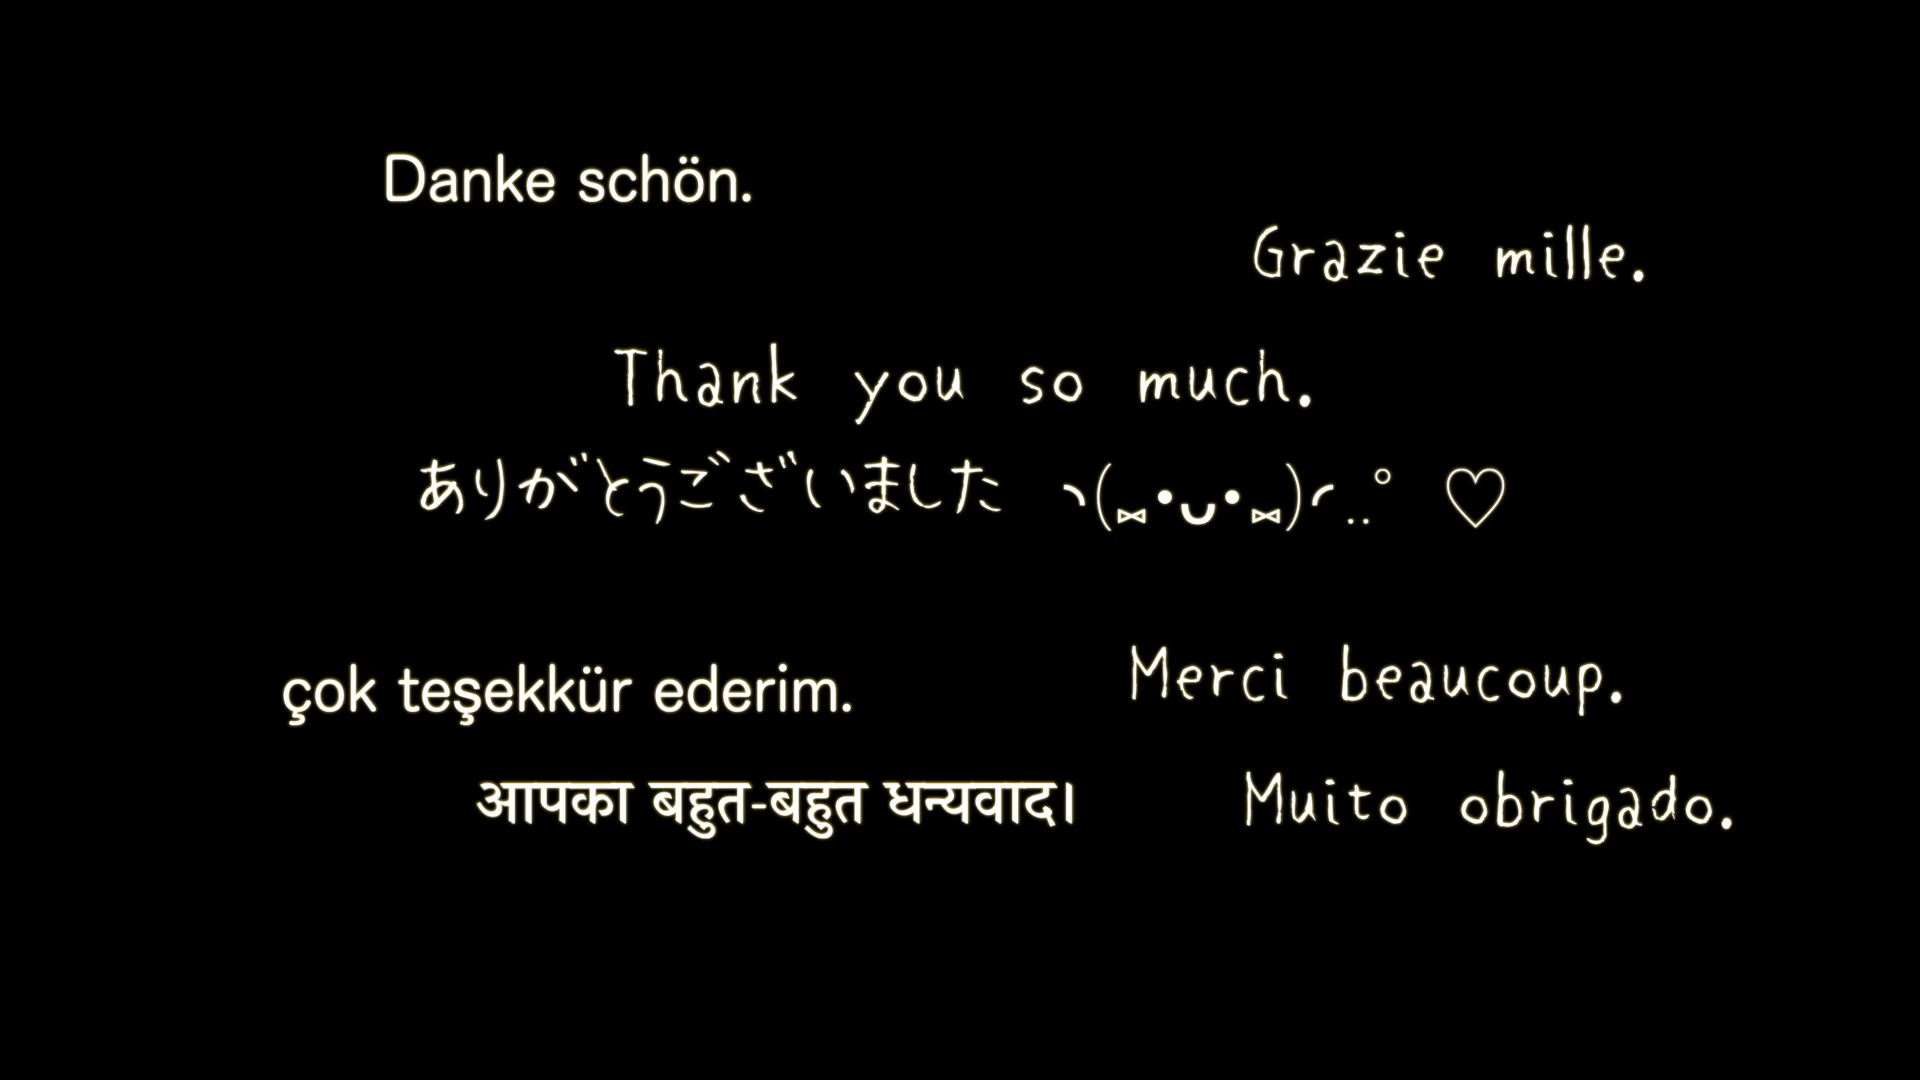 Danke schön.
Grazie mille.
Thank you so much.
ありがとうございました ヽ(⑅•ᴗ•⑅)◜..° ♡
çok teşekkür ederim.
Merci beaucoup.
आपका बहुत-बहुत धन्यवाद।
Muito obrigado.